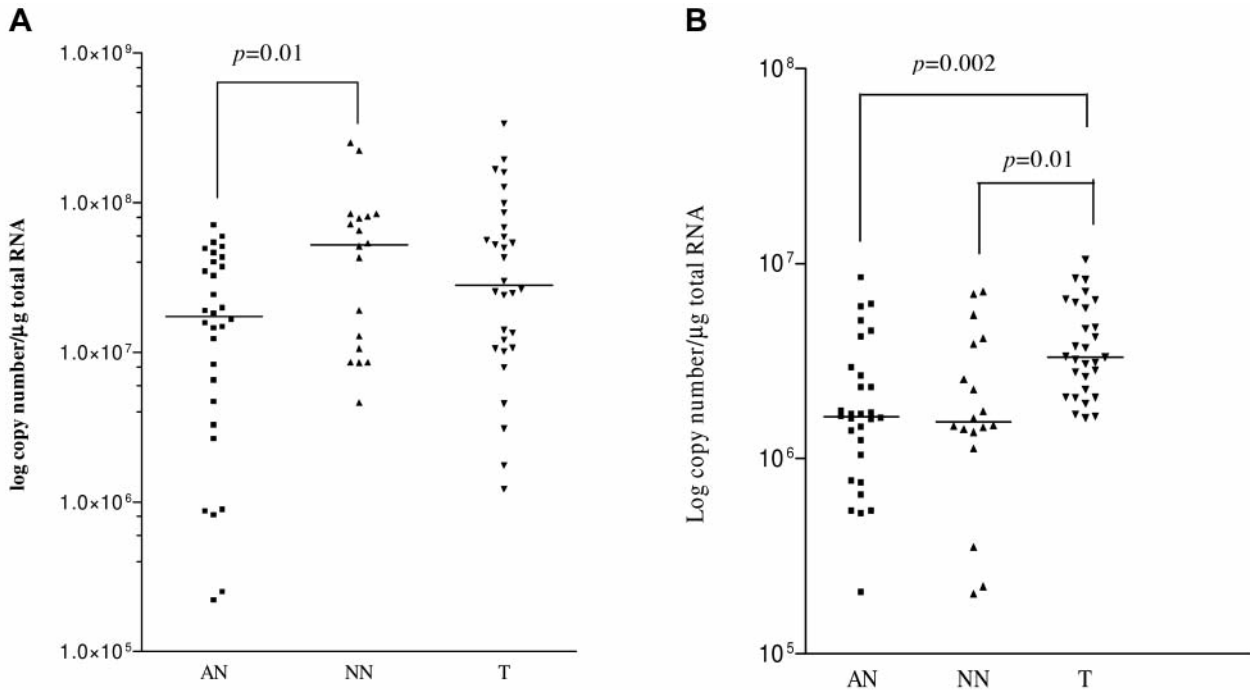 A
1.0×10⁹
1.0×10⁸
1.0×10⁷
1.0×10⁶
1.0×10⁵
log copy number/µg total RNA
p=0.01
AN NN T
B
10⁸
10⁷
10⁶
10⁵
Log copy number/µg total RNA
p=0.002
p=0.01
AN NN T